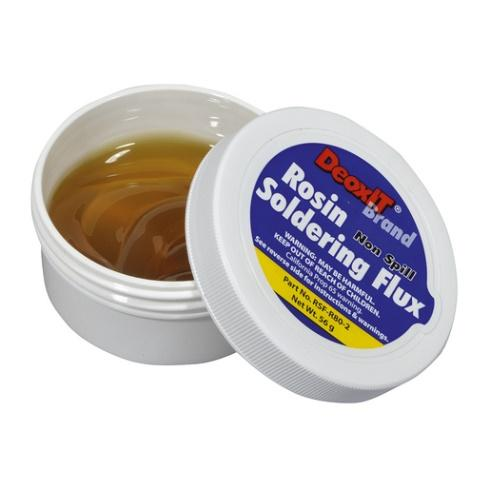 DeoxIT®
brand
Rosin
Soldering Flux
Non Spill
WARNING: MAY BE HARMFUL.
KEEP OUT OF REACH OF CHILDREN.
California Prop 65 warning.
See reverse side for instructions & warnings.
Part No. RSF-R80-2
Net Wt. 56 g